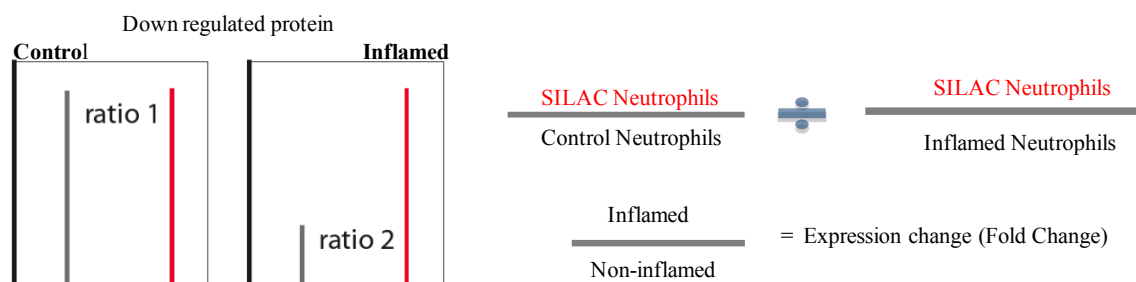 Down regulated protein
Control
Inflamed
ratio 1
ratio 2
SILAC Neutrophils
Control Neutrophils
SILAC Neutrophils
Inflamed Neutrophils
Inflamed
Non-inflamed
= Expression change (Fold Change)